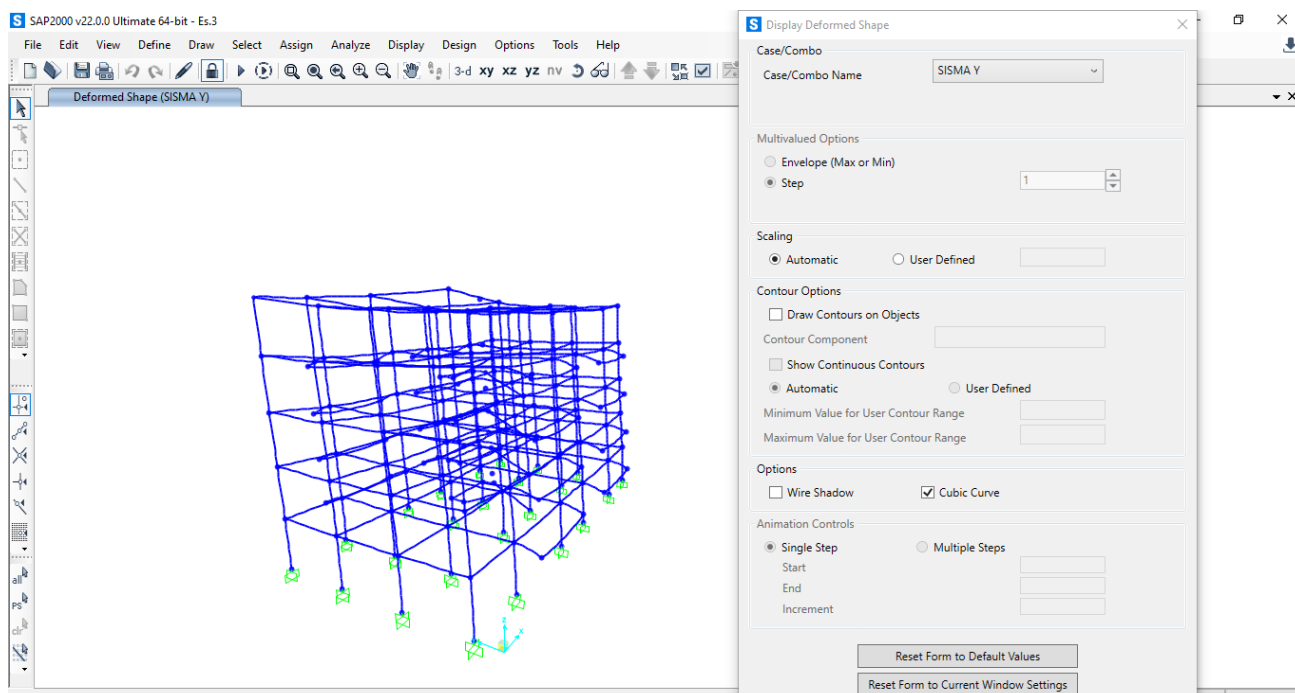 SAP2000 v22.0.0 Ultimate 64-bit - Es.3
File Edit View Define Draw Select Assign Analyze Display Design Options Tools Help
3-d xy xz yz nv
Deformed Shape (SISMA Y)
all
PS
clr
Z
X
Display Deformed Shape
Case/Combo
Case/Combo Name SISMA Y
Multivalued Options
Envelope (Max or Min)
Step 1
Scaling
Automatic User Defined
Contour Options
Draw Contours on Objects
Contour Component
Show Continuous Contours
Automatic User Defined
Minimum Value for User Contour Range
Maximum Value for User Contour Range
Options
Wire Shadow Cubic Curve
Animation Controls
Single Step Multiple Steps
Start
End
Increment
Reset Form to Default Values
Reset Form to Current Window Settings